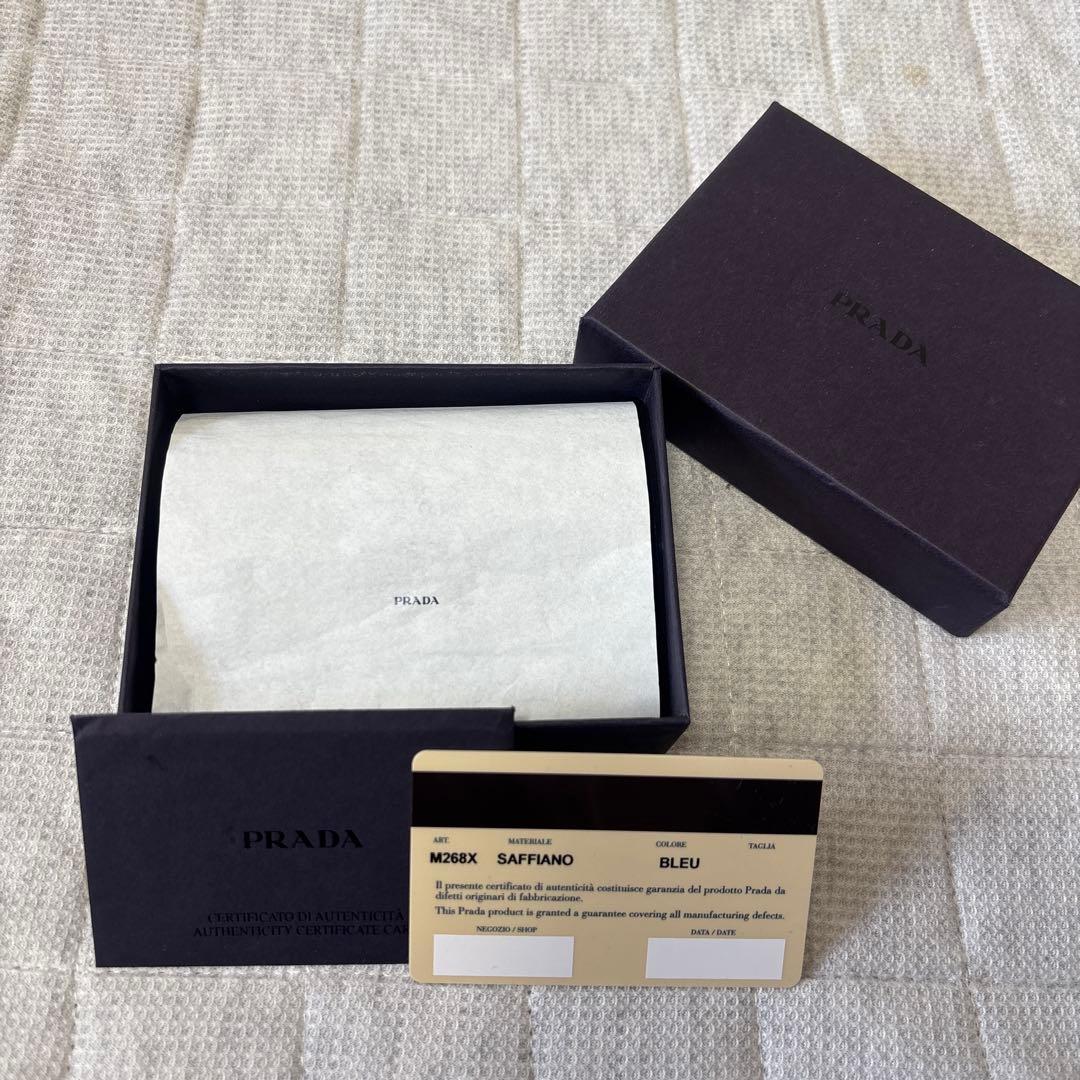 PRADA
PRADA
PRADA
CERTIFICATO DI AUTENTICITÀ
AUTHENTICITY CERTIFICATE
ART. MATERIALE COLORE TAGLIA
M268X SAFFIANO BLEU
Il presente certificato di autenticità costituisce garanzia del prodotto Prada da
difetti originari di fabbricazione.
This Prada product is granted a guarantee covering all manufacturing defects.
NEGOZIO / SHOP DATA / DATE